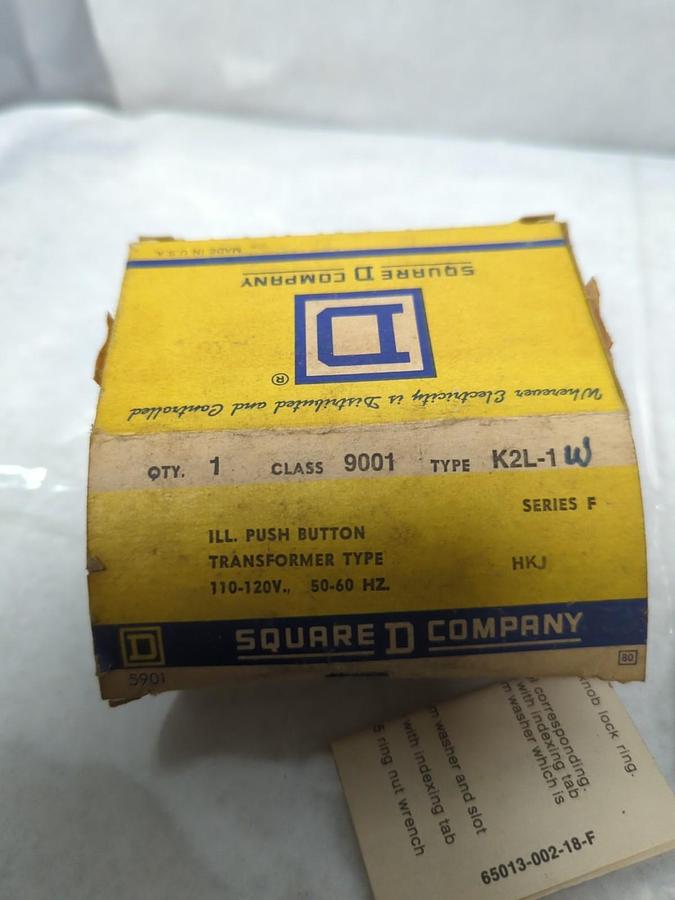 MADE IN U.S.A.
SQUARE D COMPANY
D
®
Wherever Electricity is Distributed and Controlled
QTY. 1 CLASS 9001 TYPE K2L-1 W
SERIES F
ILL. PUSH BUTTON
TRANSFORMER TYPE HKJ
110-120V., 50-60 HZ.
D SQUARE D COMPANY
5901 80
knob lock ring.
corresponding.
with indexing tab
m washer which is
m washer and slot
with indexing tab
5 ring nut wrench
65013-002-18-F